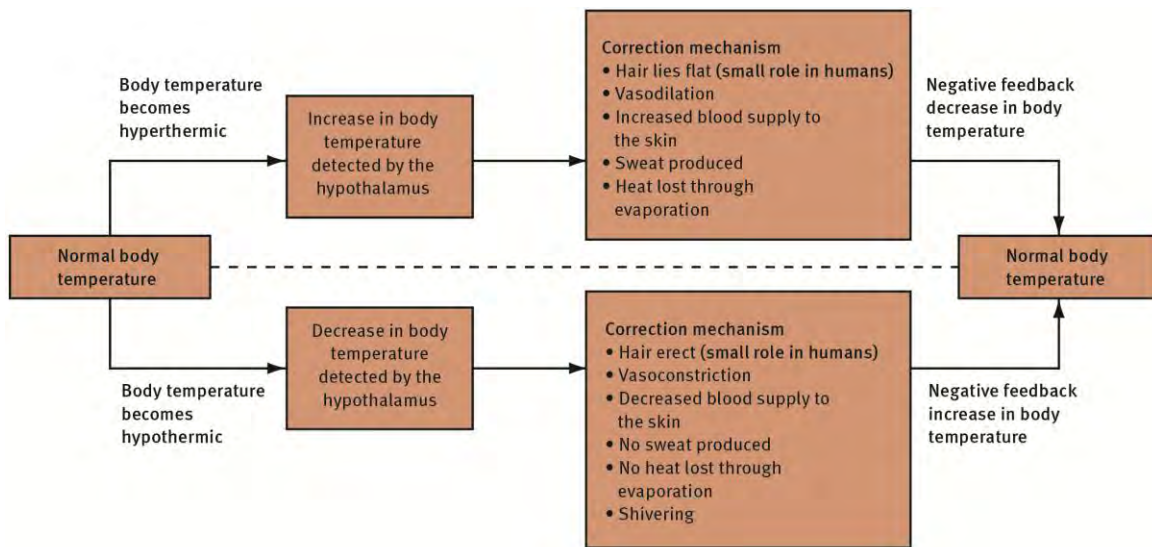 Normal body
temperature
Body temperature
becomes
hyperthermic
Increase in body
temperature
detected by the
hypothalamus
Correction mechanism
• Hair lies flat (small role in humans)
• Vasodilation
• Increased blood supply to
the skin
• Sweat produced
• Heat lost through
evaporation
Negative feedback
decrease in body
temperature
Body temperature
becomes
hypothermic
Decrease in body
temperature
detected by the
hypothalamus
Correction mechanism
• Hair erect (small role in humans)
• Vasoconstriction
• Decreased blood supply to
the skin
• No sweat produced
• No heat lost through
evaporation
• Shivering
Negative feedback
increase in body
temperature
Normal body
temperature